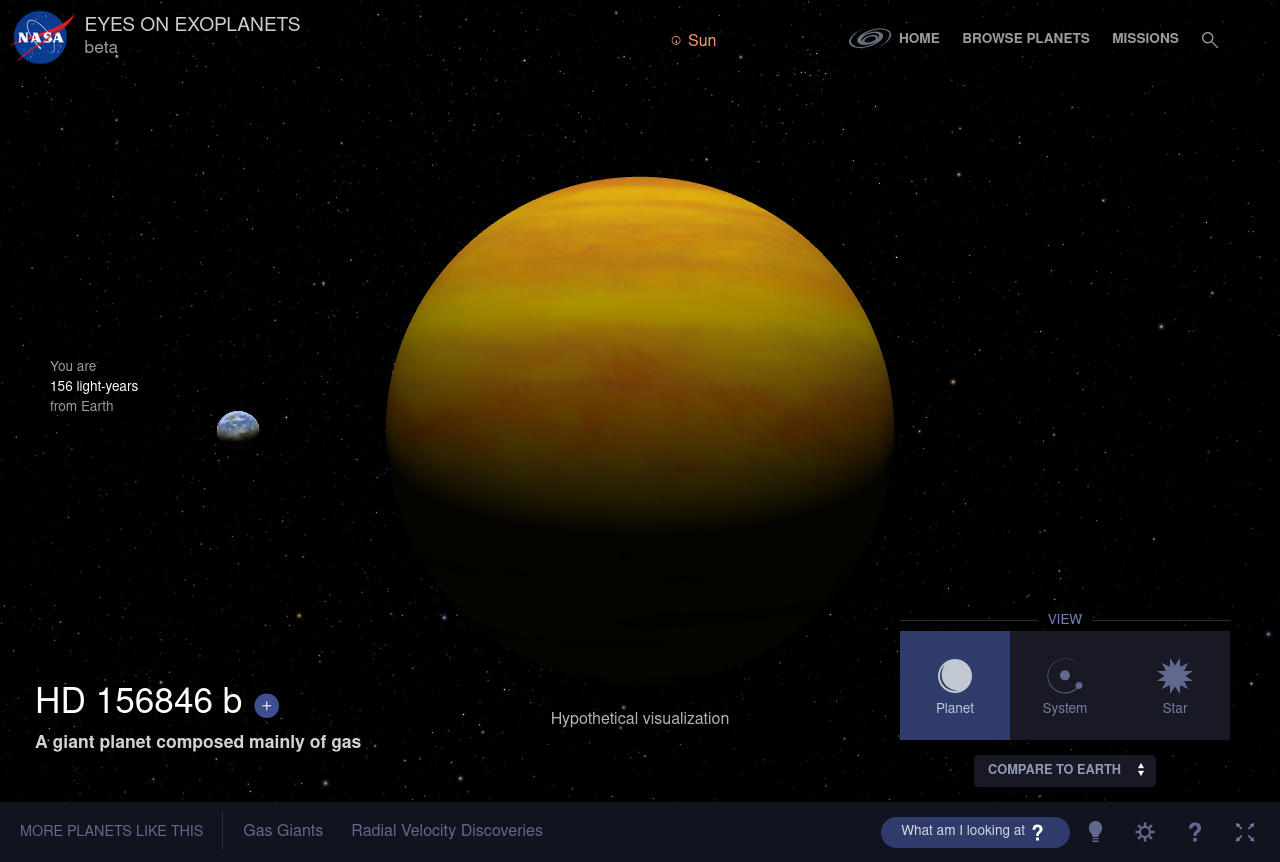 NASA
EYES ON EXOPLANETS
beta
Sun
HOME
BROWSE PLANETS
MISSIONS
You are
156 light-years
from Earth
VIEW
Planet
System
Star
HD 156846 b +
A giant planet composed mainly of gas
Hypothetical visualization
COMPARE TO EARTH
MORE PLANETS LIKE THIS
Gas Giants
Radial Velocity Discoveries
What am I looking at ?
?